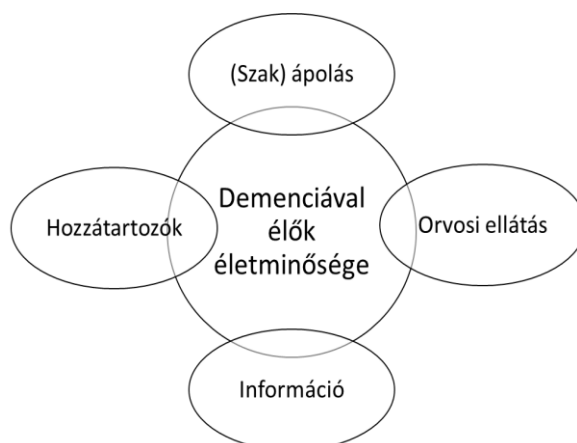 (Szak) ápolás
Hozzátartozók
Demenciával
élők
életminősége
Orvosi ellátás
Információ